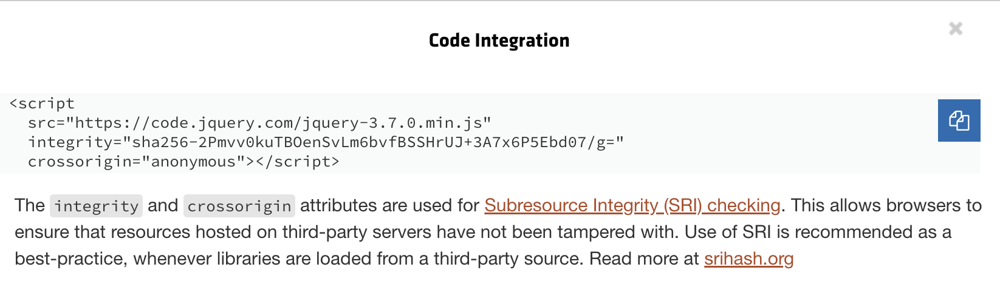 Code Integration
<script
src="https://code.jquery.com/jquery-3.7.0.min.js"
integrity="sha256-2Pmvv0kuTBOenSvLm6bvfBSSHrUJ+3A7x6P5Ebd07/g="
crossorigin="anonymous"></script>
The integrity and crossorigin attributes are used for Subresource Integrity (SRI) checking. This allows browsers to
ensure that resources hosted on third-party servers have not been tampered with. Use of SRI is recommended as a
best-practice, whenever libraries are loaded from a third-party source. Read more at srihash.org